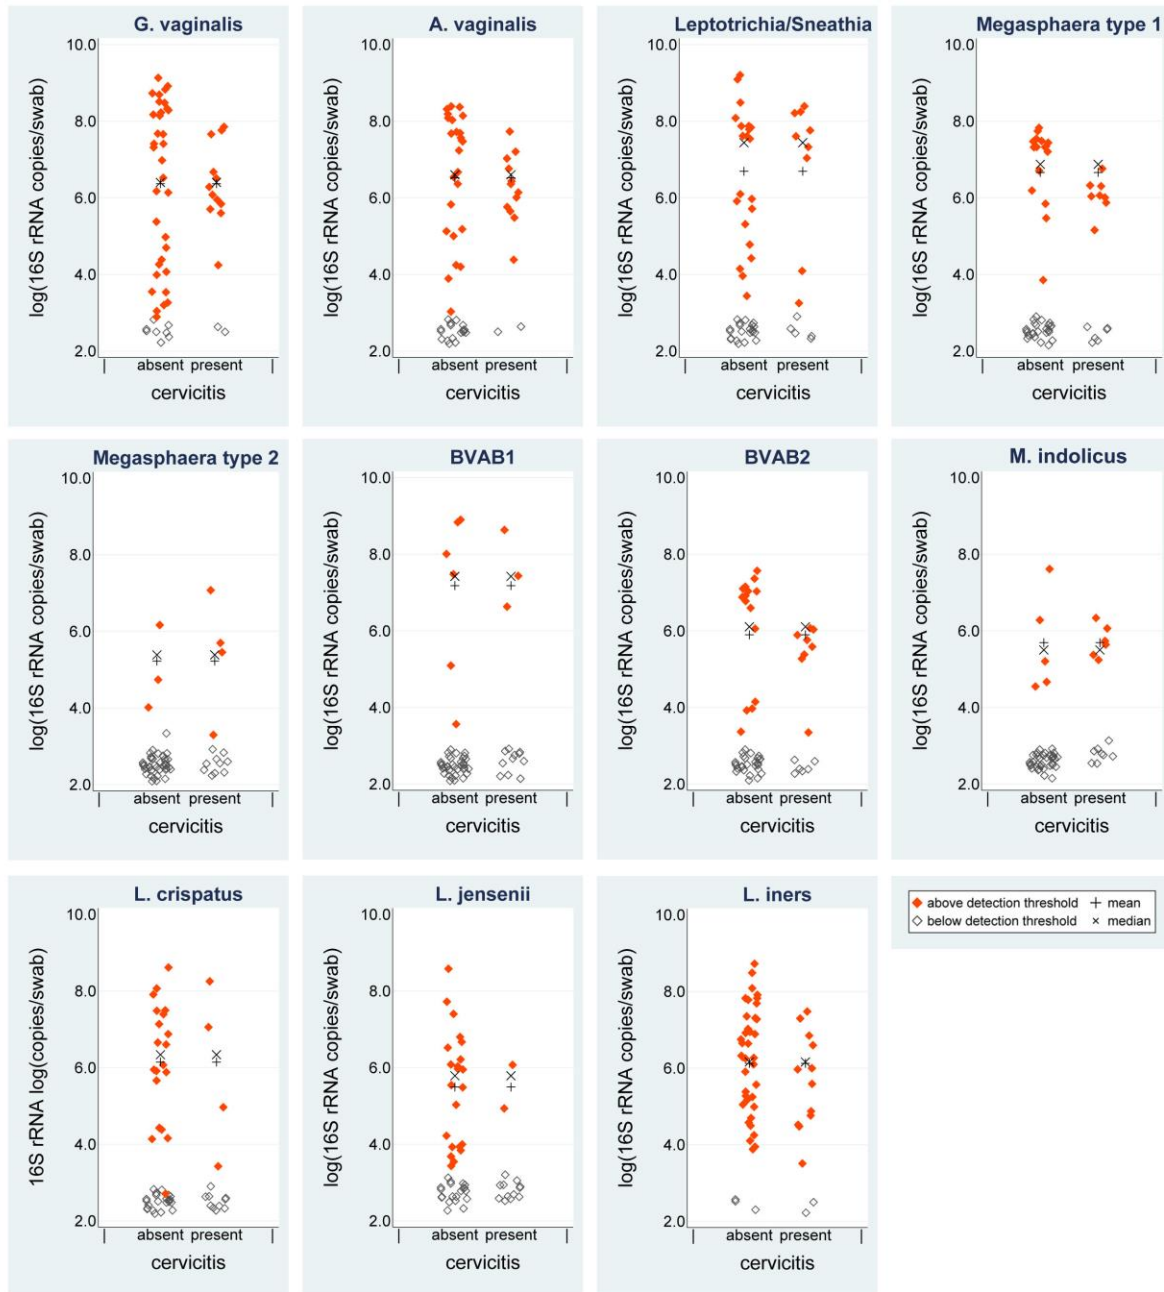 G. vaginalis
A. vaginalis
Leptotrichia/Sneathia
Megasphaera type 1
log(16S rRNA copies/swab)
10.0
8.0
6.0
4.0
2.0
absent present
cervicitis
log(16S rRNA copies/swab)
10.0
8.0
6.0
4.0
2.0
absent present
cervicitis
log(16S rRNA copies/swab)
10.0
8.0
6.0
4.0
2.0
absent present
cervicitis
log(16S rRNA copies/swab)
10.0
8.0
6.0
4.0
2.0
absent present
cervicitis
Megasphaera type 2
BVAB1
BVAB2
M. indolicus
log(16S rRNA copies/swab)
10.0
8.0
6.0
4.0
2.0
absent present
cervicitis
log(16S rRNA copies/swab)
10.0
8.0
6.0
4.0
2.0
absent present
cervicitis
log(16S rRNA copies/swab)
10.0
8.0
6.0
4.0
2.0
absent present
cervicitis
log(16S rRNA copies/swab)
10.0
8.0
6.0
4.0
2.0
absent present
cervicitis
L. crispatus
L. jensenii
L. iners
16S rRNA log(copies/swab)
10.0
8.0
6.0
4.0
2.0
absent present
cervicitis
log(16S rRNA copies/swab)
10.0
8.0
6.0
4.0
2.0
absent present
cervicitis
log(16S rRNA copies/swab)
10.0
8.0
6.0
4.0
2.0
absent present
cervicitis
above detection threshold + mean
below detection threshold × median